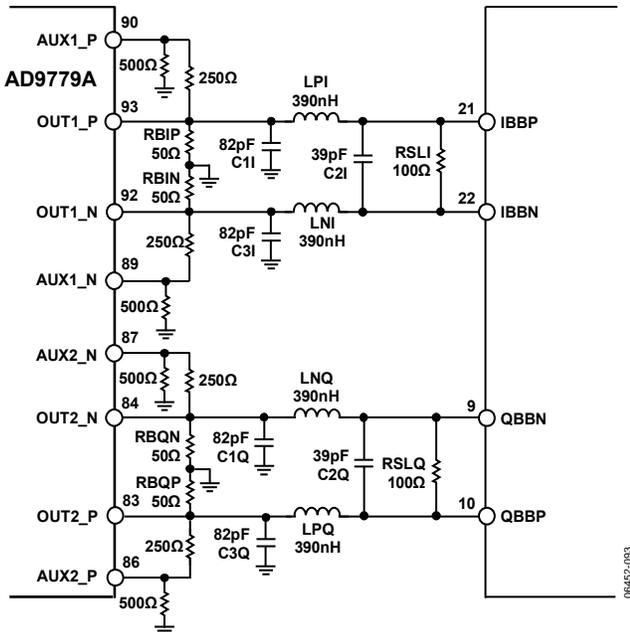 90
AUX1_P
500Ω
250Ω
AD9779A
LPI
390nH
93
21
OUT1_P
IBBP
RBIP
50Ω
82pF
C1I
39pF
C2I
RSLI
100Ω
RBIN
50Ω
92
22
OUT1_N
IBBN
250Ω
82pF
C3I
LNI
390nH
89
AUX1_N
500Ω
87
AUX2_N
500Ω
250Ω
LNQ
390nH
84
9
OUT2_N
QBBN
RBQN
50Ω
82pF
C1Q
39pF
C2Q
RSLQ
100Ω
RBQP
50Ω
83
10
OUT2_P
QBBP
250Ω
82pF
C3Q
LPQ
390nH
86
AUX2_P
500Ω
06452-093